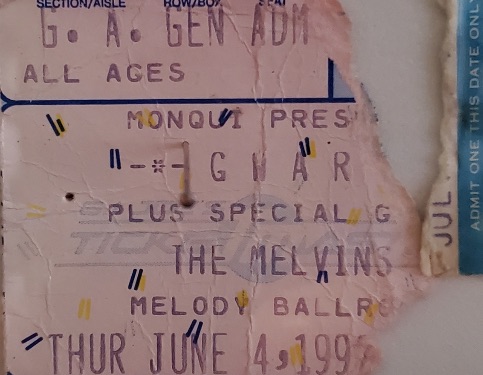 SECTION/AISLE ROW/BOX SEAT
G. A. GEN ADM
ALL AGES
MONQUI PRES
-*- G W A R
PLUS SPECIAL G
THE MELVINS
MELODY BALLR
THUR JUNE 4,199
JUL
ADMIT ONE THIS DATE ONLY